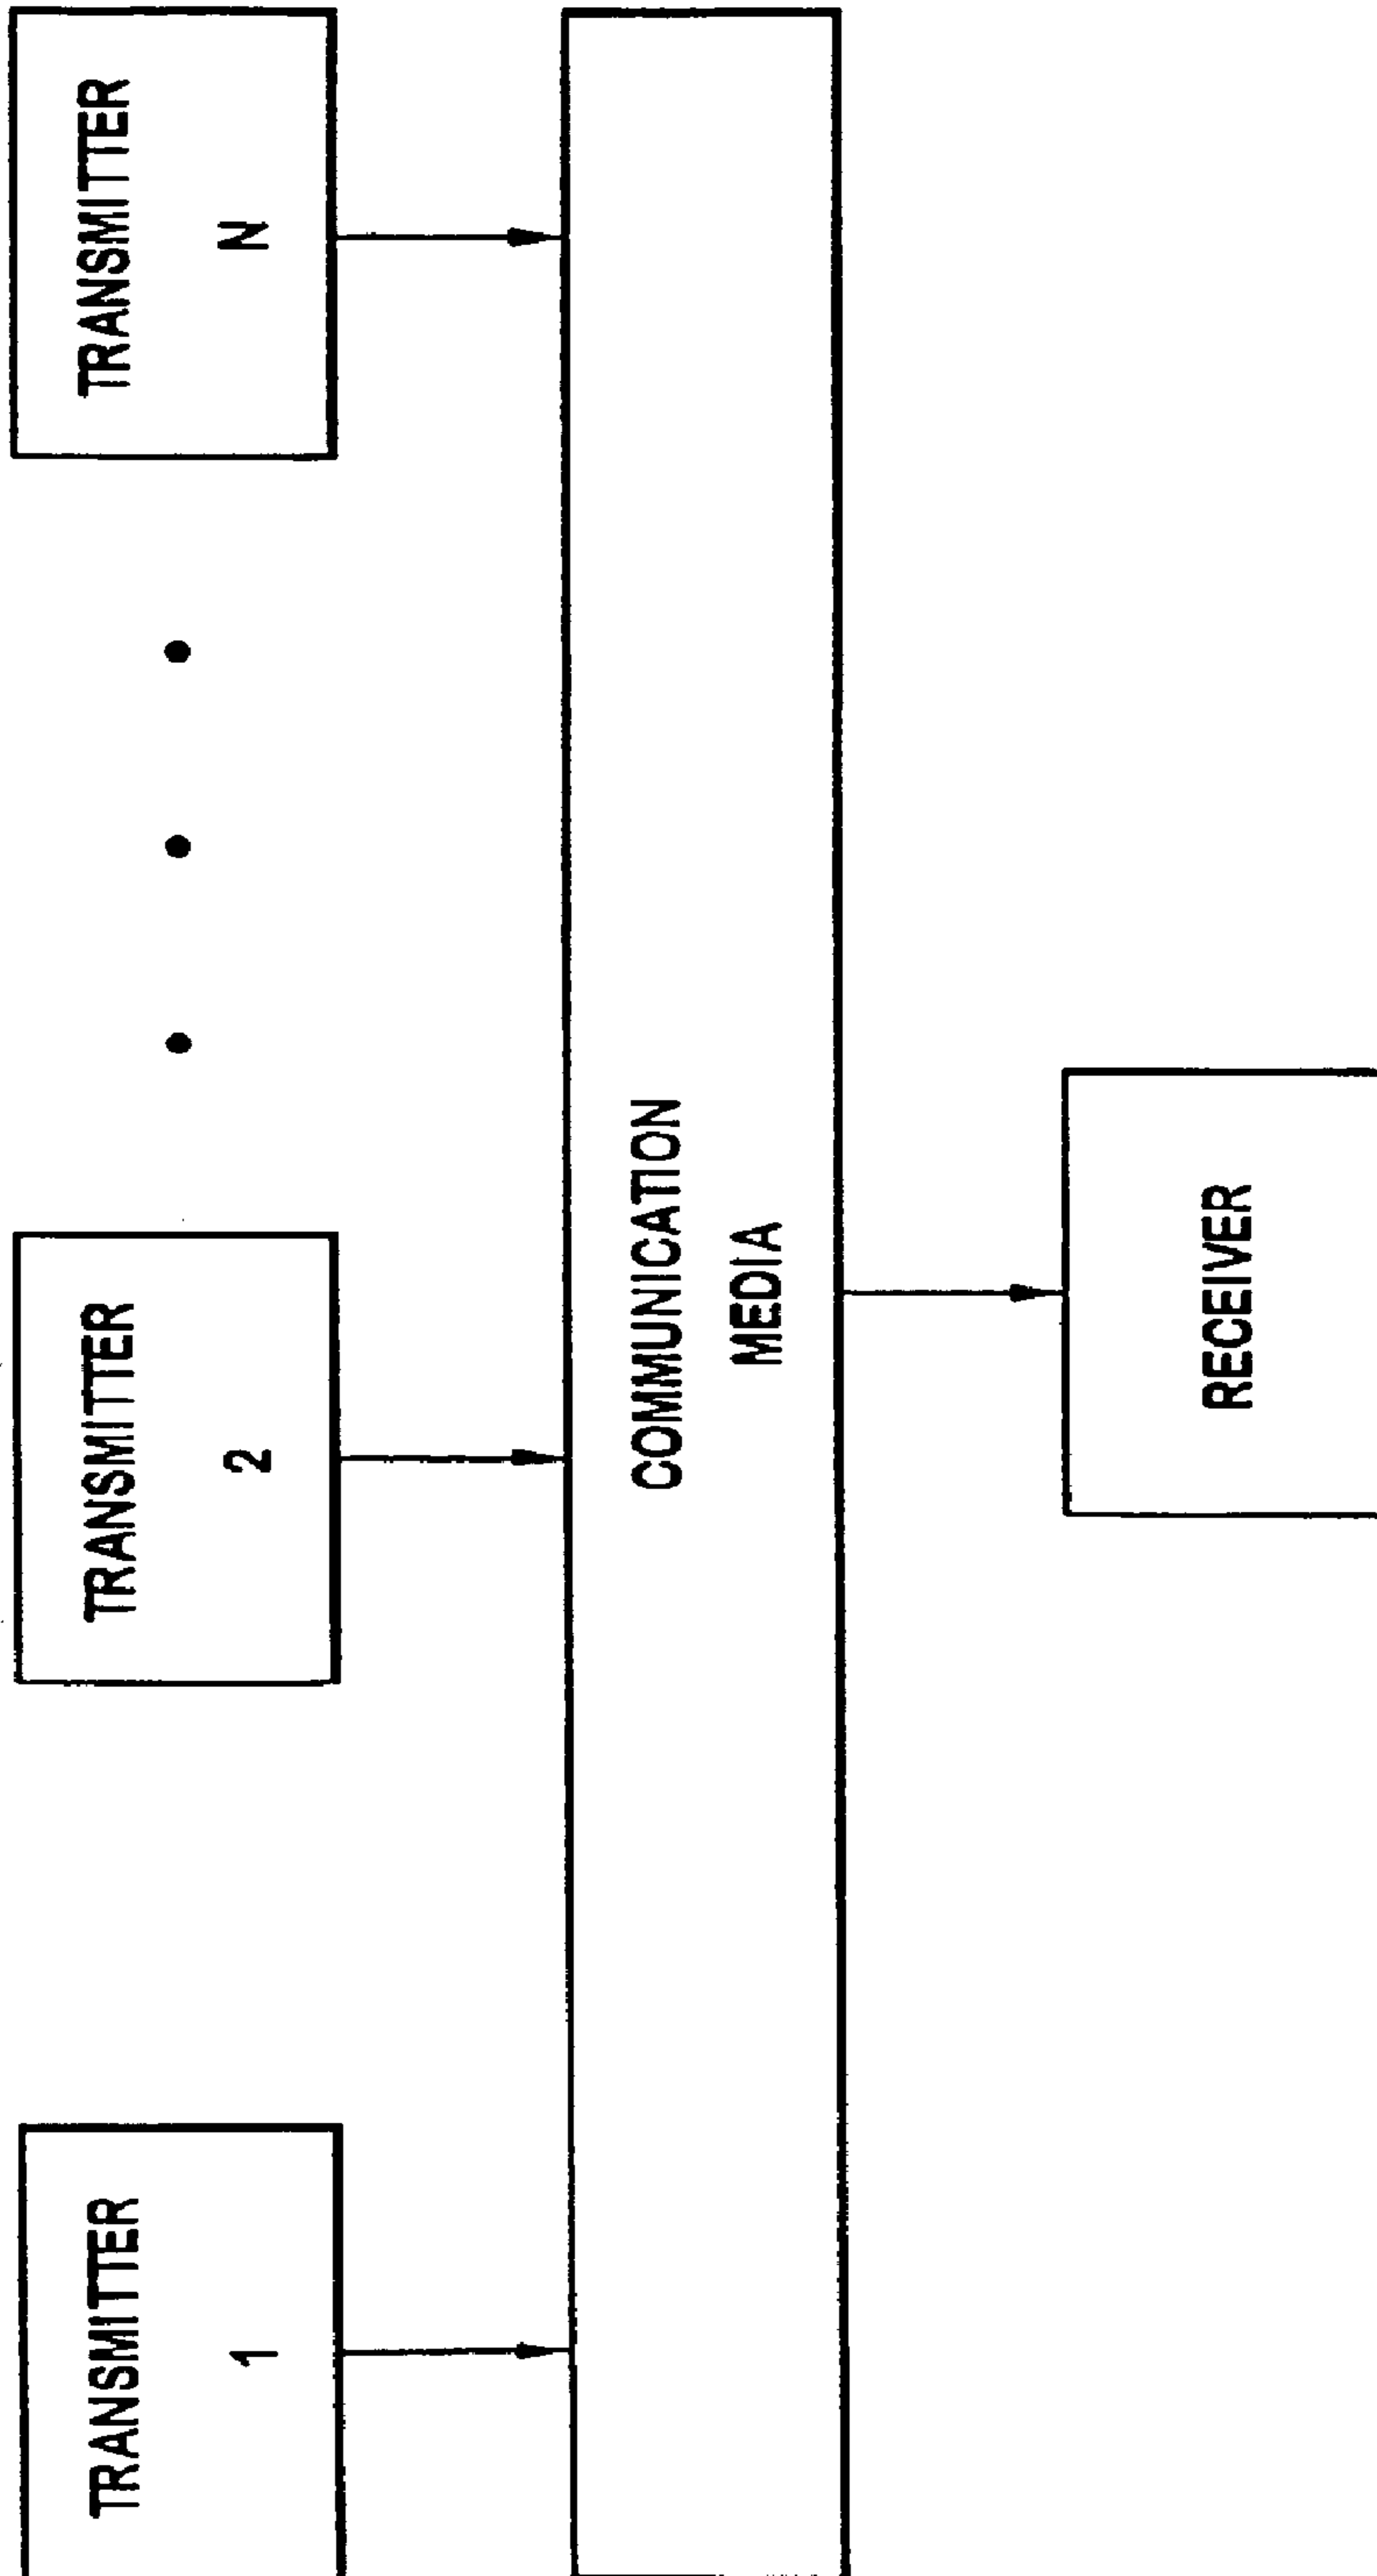 TRANSMITTER
1
TRANSMITTER
2
TRANSMITTER
N
COMMUNICATION
MEDIA
RECEIVER